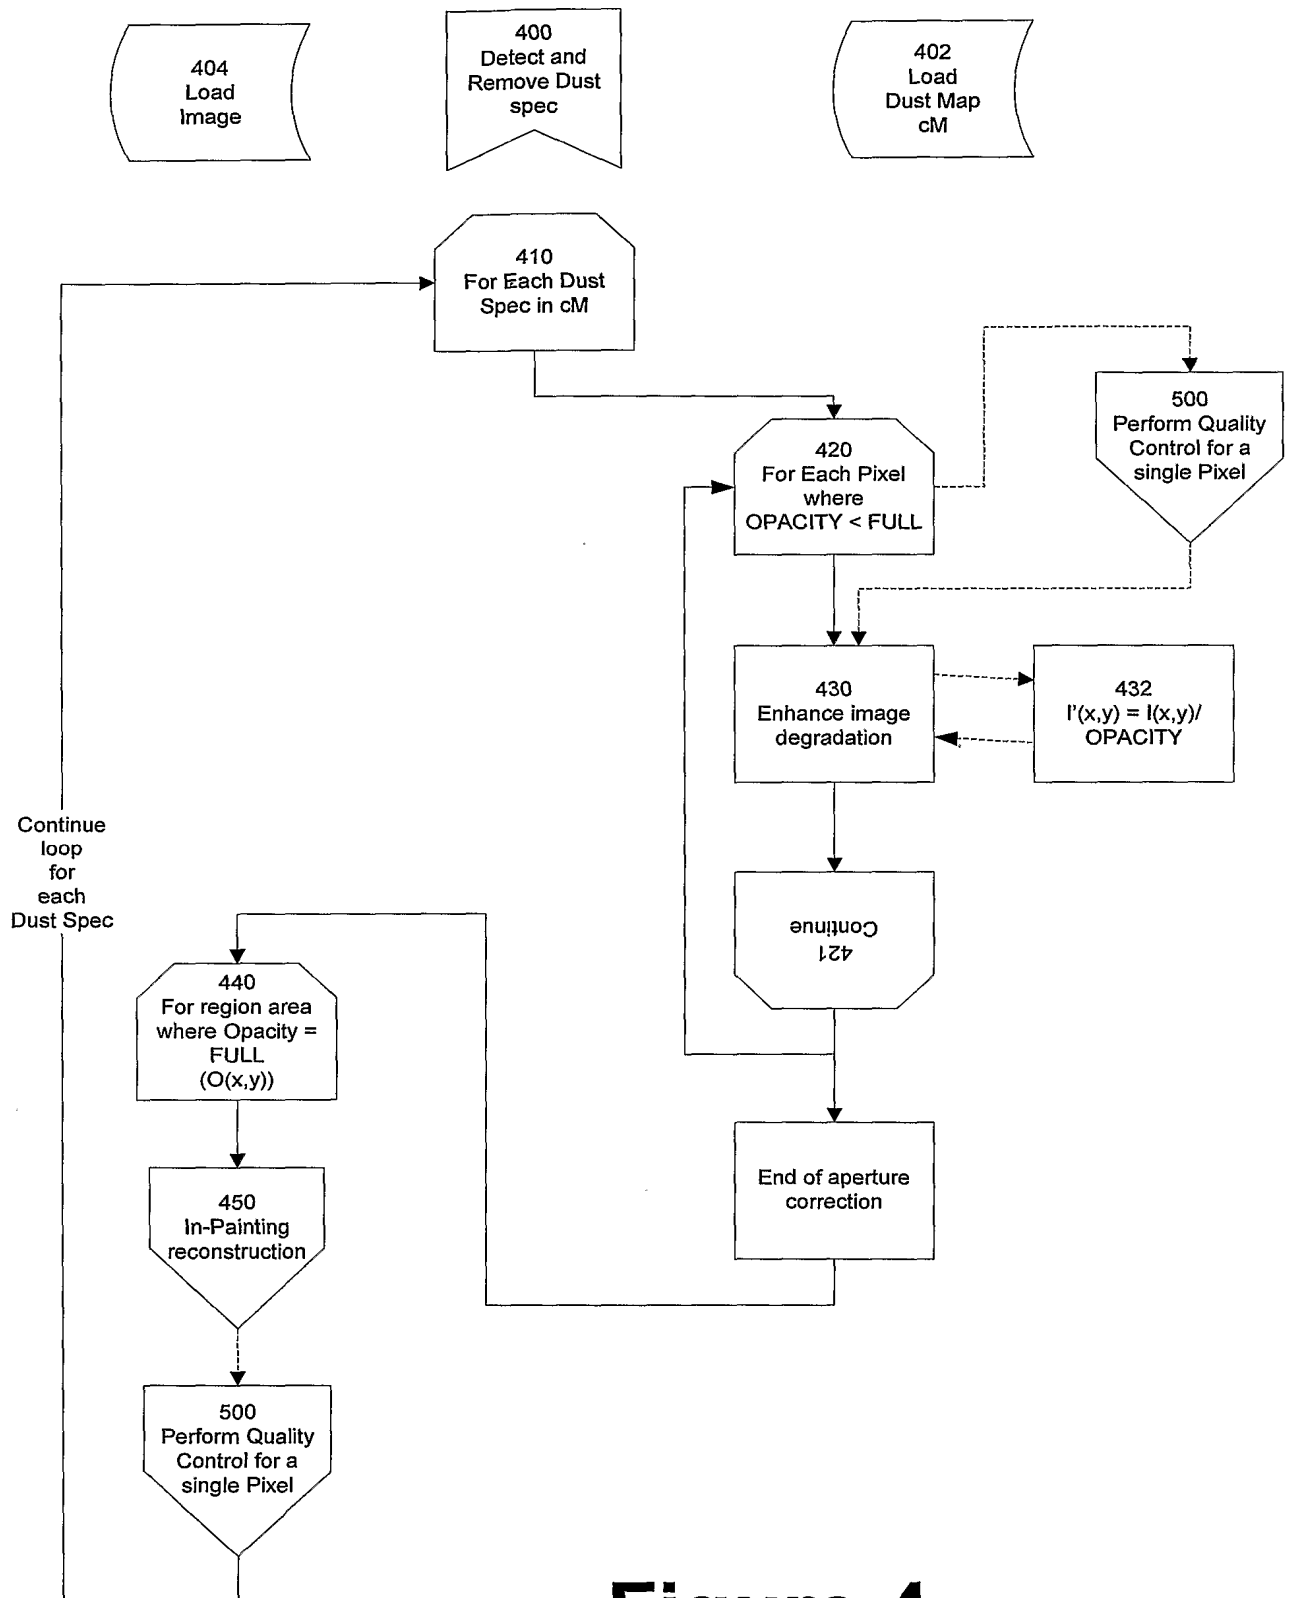 404
Load
Image
400
Detect and
Remove Dust
spec
402
Load
Dust Map
cM
410
For Each Dust
Spec in cM
500
Perform Quality
Control for a
single Pixel
420
For Each Pixel
where
OPACITY < FULL
430
Enhance image
degradation
432
I'(x,y) = I(x,y)/
OPACITY
Continue
loop
for
each
Dust Spec
421
Continue
440
For region area
where Opacity =
FULL
(O(x,y))
End of aperture
correction
450
In-Painting
reconstruction
500
Perform Quality
Control for a
single Pixel
Figure 4